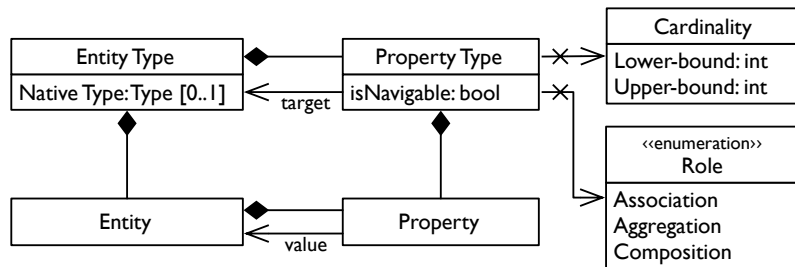 Entity Type
Native Type: Type [0..1]
Property Type
isNavigable: bool
target
Cardinality
Lower-bound: int
Upper-bound: int
‹‹enumeration››
Role
Association
Aggregation
Composition
Entity
Property
value